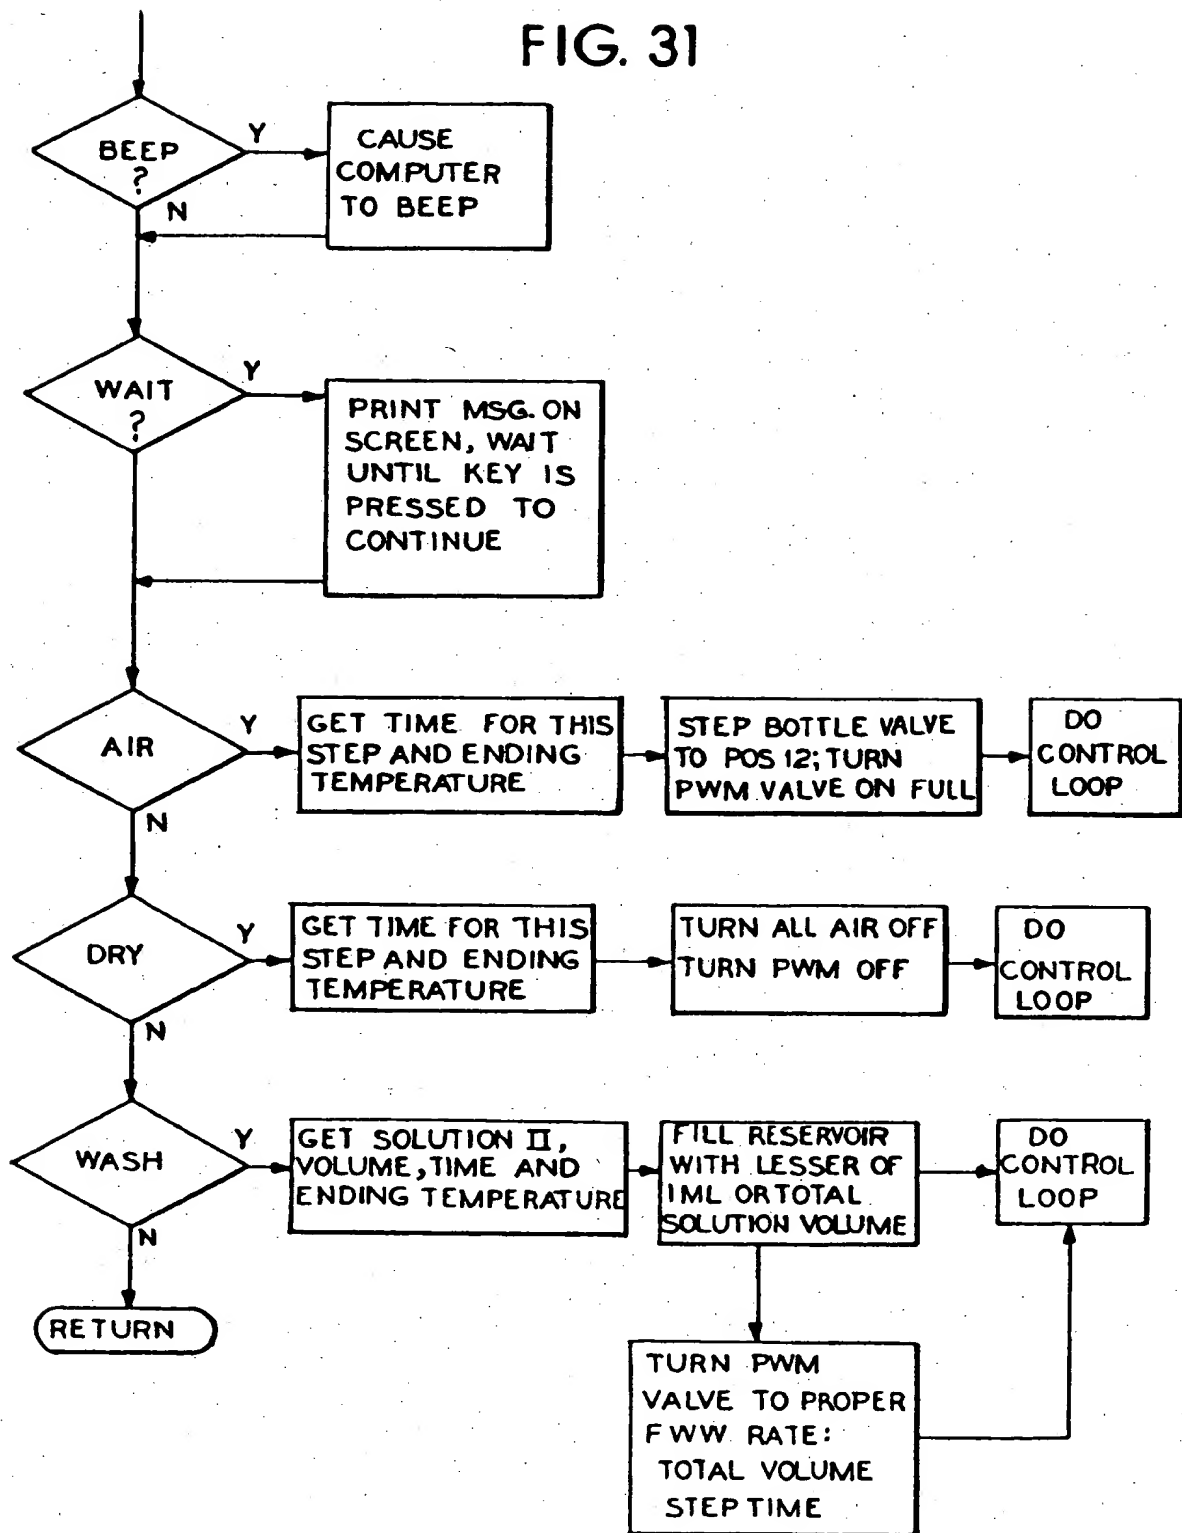 FIG. 31
BEEP
?
Y
N
CAUSE
COMPUTER
TO BEEP
WAIT
?
Y
PRINT MSG. ON
SCREEN, WAIT
UNTIL KEY IS
PRESSED TO
CONTINUE
AIR
Y
N
GET TIME FOR THIS
STEP AND ENDING
TEMPERATURE
STEP BOTTLE VALVE
TO POS 12; TURN
PWM VALVE ON FULL
DO
CONTROL
LOOP
DRY
Y
N
GET TIME FOR THIS
STEP AND ENDING
TEMPERATURE
TURN ALL AIR OFF
TURN PWM OFF
DO
CONTROL
LOOP
WASH
Y
N
GET SOLUTION II,
VOLUME, TIME AND
ENDING TEMPERATURE
FILL RESERVOIR
WITH LESSER OF
1ML OR TOTAL
SOLUTION VOLUME
DO
CONTROL
LOOP
RETURN
TURN PWM
VALVE TO PROPER
FWW RATE:
TOTAL VOLUME
STEP TIME